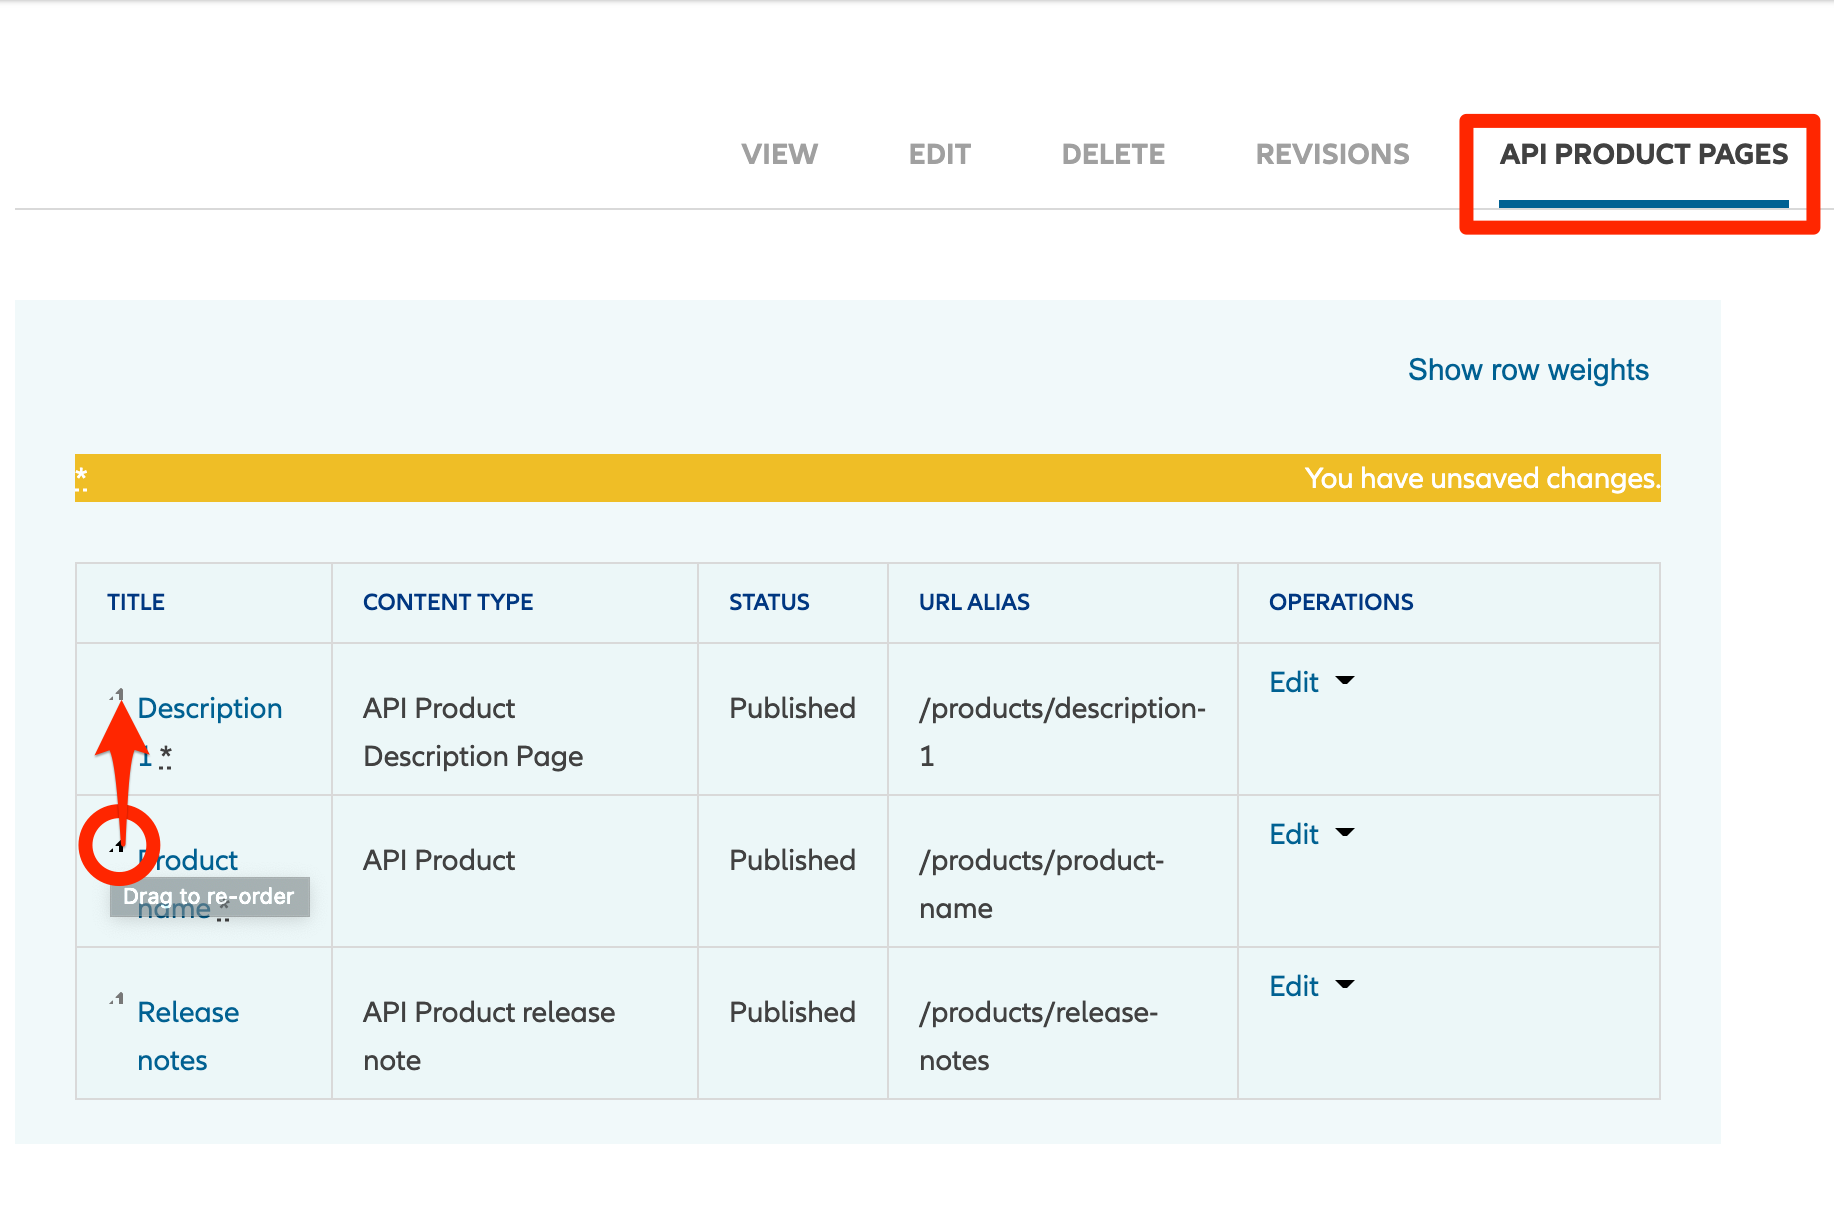 VIEW EDIT DELETE REVISIONS API PRODUCT PAGES
Show row weights
* You have unsaved changes.
TITLE CONTENT TYPE STATUS URL ALIAS OPERATIONS
Description API Product Published /products/description- Edit
1 * Description Page 1
Product API Product Published /products/product- Edit
Drag to re-order
name * name
Release API Product release Published /products/release- Edit
notes note notes